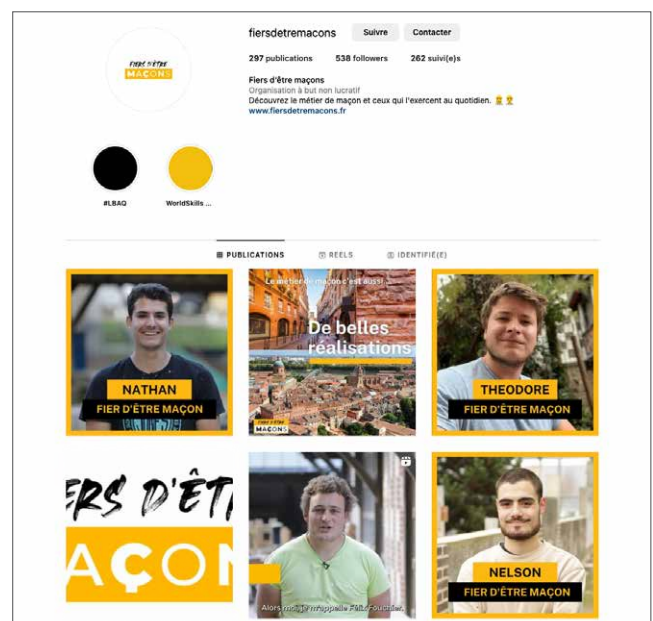 fiersdetremacons Suivre Contacter
297 publications 538 followers 262 suivi(e)s
FIERS D'ÊTRE
MAÇONS
Fiers d'être maçons
Organisation à but non lucratif
Découvrez le métier de maçon et ceux qui l'exercent au quotidien.
www.fiersdetremacons.fr
#LBAQ WorldSkills ...
PUBLICATIONS REELS IDENTIFIÉ(E)
NATHAN
FIER D'ÊTRE MAÇON
Le métier de maçon c'est aussi...
De belles
réalisations
FIERS D'ÊTRE
MAÇONS
THEODORE
FIER D'ÊTRE MAÇON
ERS D'ÊT
AÇON
Alors moi je m'appelle Félix Fouchier.
NELSON
FIER D'ÊTRE MAÇON